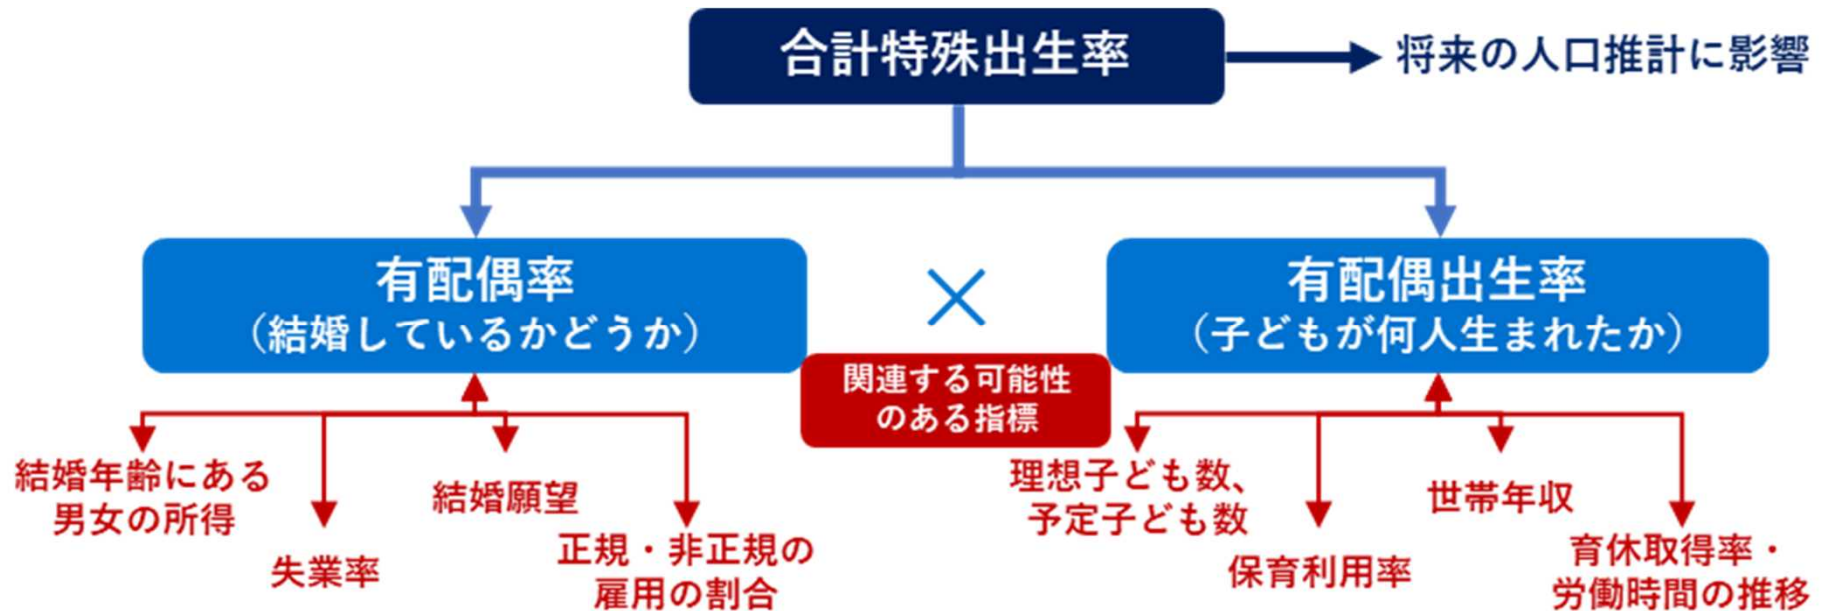 合計特殊出生率
将来の人口推計に影響
有配偶率
（結婚しているかどうか）
×
有配偶出生率
（子どもが何人生まれたか）
関連する可能性
のある指標
結婚年齢にある
男女の所得
失業率
結婚願望
正規・非正規の
雇用の割合
理想子ども数、
予定子ども数
保育利用率
世帯年収
育休取得率・
労働時間の推移